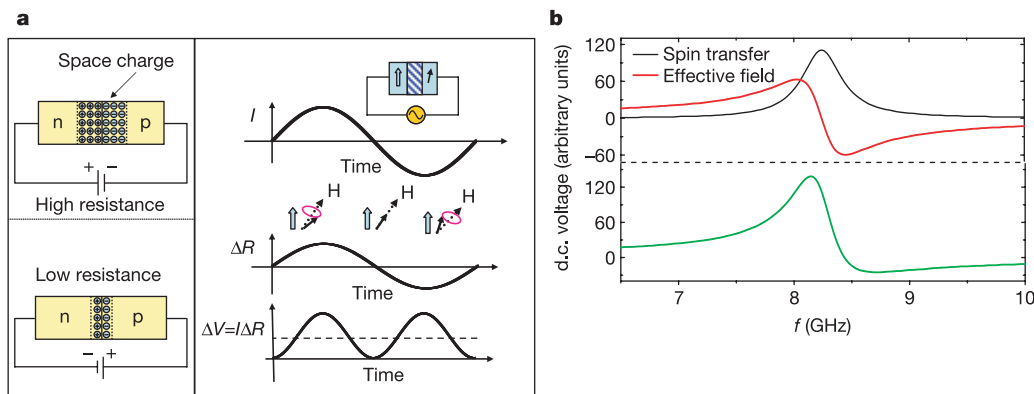 a
Space charge
n
p
+ −
High resistance
Low resistance
n
p
− +
I
Time
H
H
H
ΔR
Time
ΔV=IΔR
Time
b
Spin transfer
Effective field
d.c. voltage (arbitrary units)
120
60
0
−60
120
60
0
7 8 9 10
f (GHz)